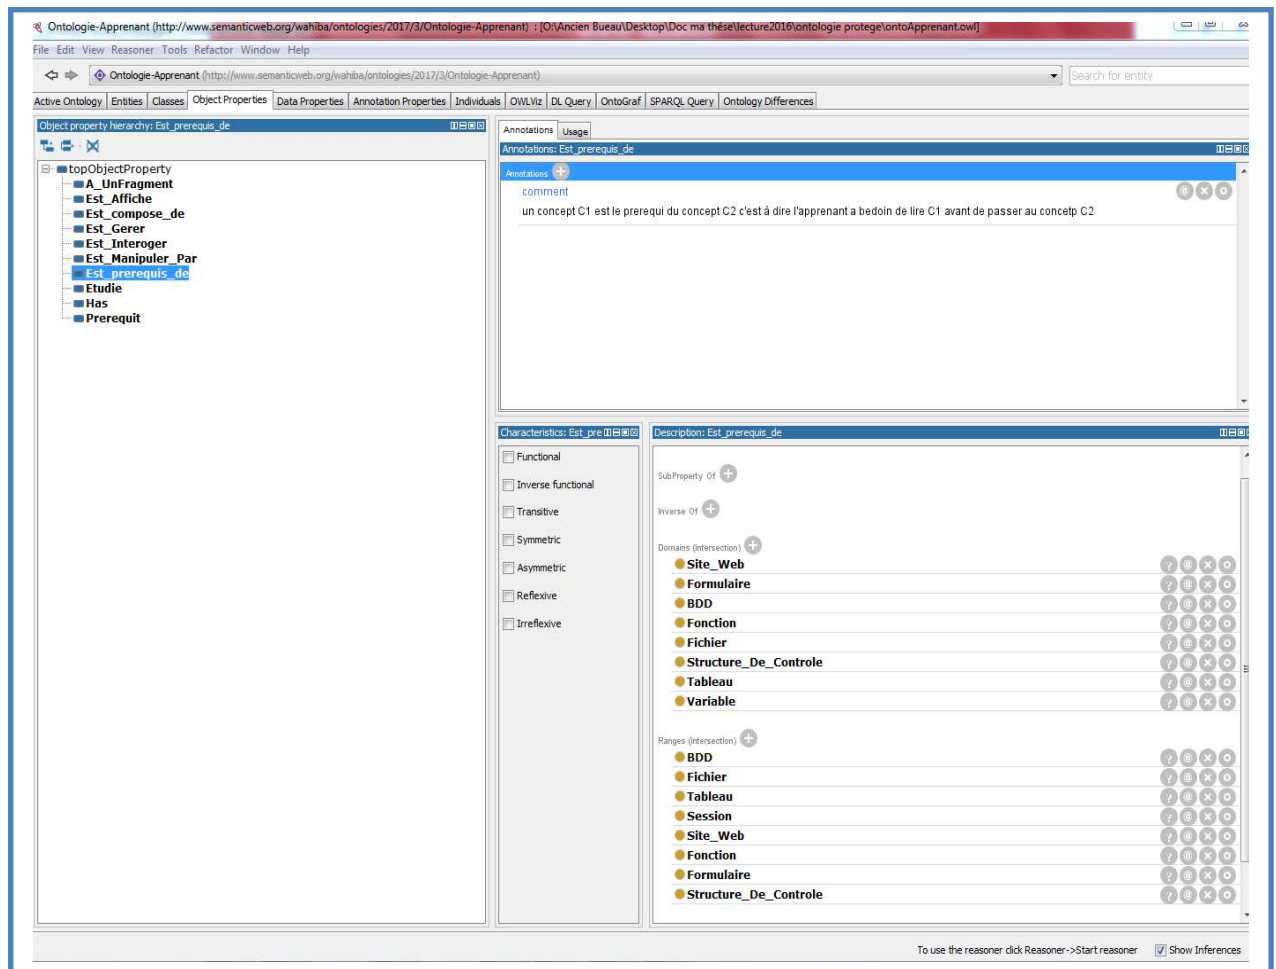 Ontologie-Apprenant (http://www.semanticweb.org/wahiba/ontologies/2017/3/Ontologie-Apprenant) : [O:\Ancien Bueau\Desktop\Doc ma thése\lecture2016\ontologie protege\ontoApprenant.owl]
File Edit View Reasoner Tools Refactor Window Help
Ontologie-Apprenant (http://www.semanticweb.org/wahiba/ontologies/2017/3/Ontologie-Apprenant)
Search for entity
Active Ontology Entities Classes Object Properties Data Properties Annotation Properties Individuals OWLViz DL Query OntoGraf SPARQL Query Ontology Differences
Object property hierarchy: Est_prerequis_de
topObjectProperty
A_UnFragment
Est_Affiche
Est_compose_de
Est_Gerer
Est_Interoger
Est_Manipuler_Par
Est_prerequis_de
Etudie
Has
Prerequit
Annotations Usage
Annotations: Est_prerequis_de
Annotations
comment
un concept C1 est le prerequi du concept C2 c'est à dire l'apprenant a bedoin de lire C1 avant de passer au concetp C2
Characteristics: Est_pre
Functional
Inverse functional
Transitive
Symmetric
Asymmetric
Reflexive
Irreflexive
Description: Est_prerequis_de
SubProperty Of
Inverse Of
Domains (intersection)
Site_Web
Formulaire
BDD
Fonction
Fichier
Structure_De_Controle
Tableau
Variable
Ranges (intersection)
BDD
Fichier
Tableau
Session
Site_Web
Fonction
Formulaire
Structure_De_Controle
To use the reasoner click Reasoner->Start reasoner Show Inferences